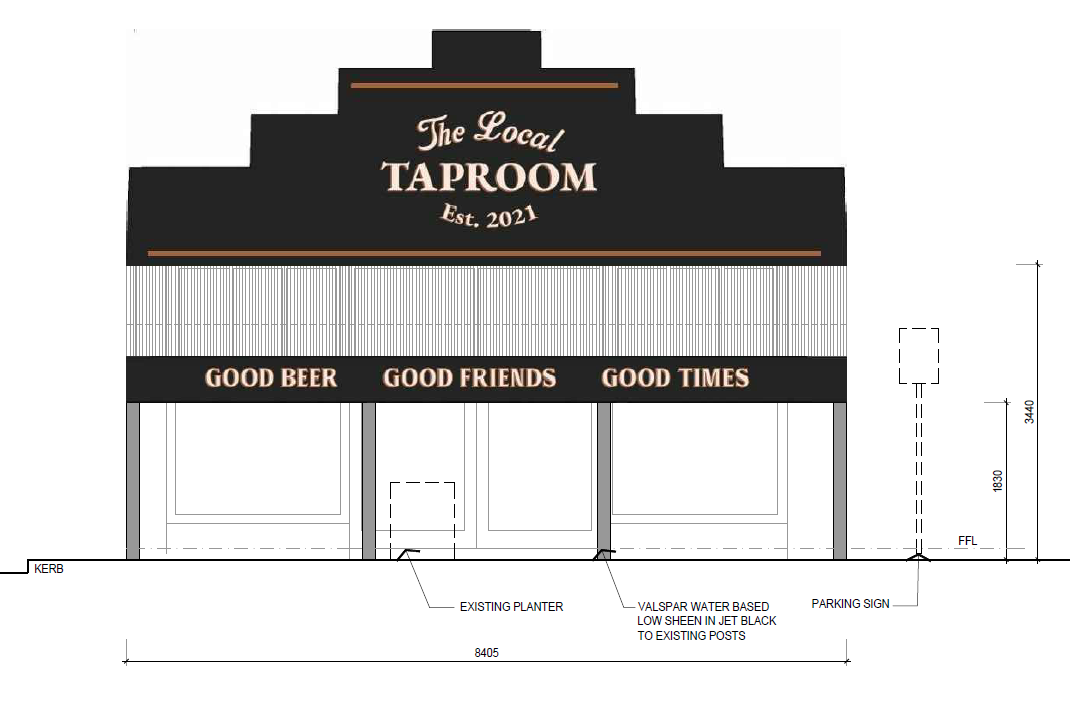 The Local
TAPROOM
Est. 2021
GOOD BEER GOOD FRIENDS GOOD TIMES
3440
1830
FFL
KERB
EXISTING PLANTER
VALSPAR WATER BASED
LOW SHEEN IN JET BLACK
TO EXISTING POSTS
PARKING SIGN
8405